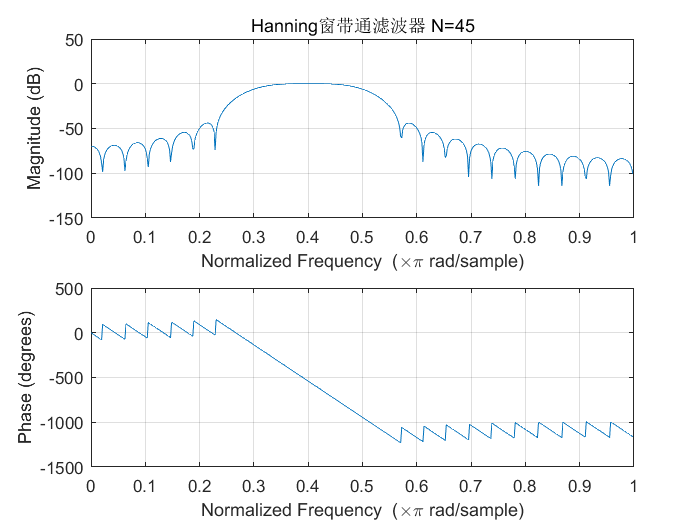 Hanning窗带通滤波器 N=45
50
0
-50
-100
-150
Magnitude (dB)
0 0.1 0.2 0.3 0.4 0.5 0.6 0.7 0.8 0.9 1
Normalized Frequency (×π rad/sample)
500
0
-500
-1000
-1500
Phase (degrees)
0 0.1 0.2 0.3 0.4 0.5 0.6 0.7 0.8 0.9 1
Normalized Frequency (×π rad/sample)